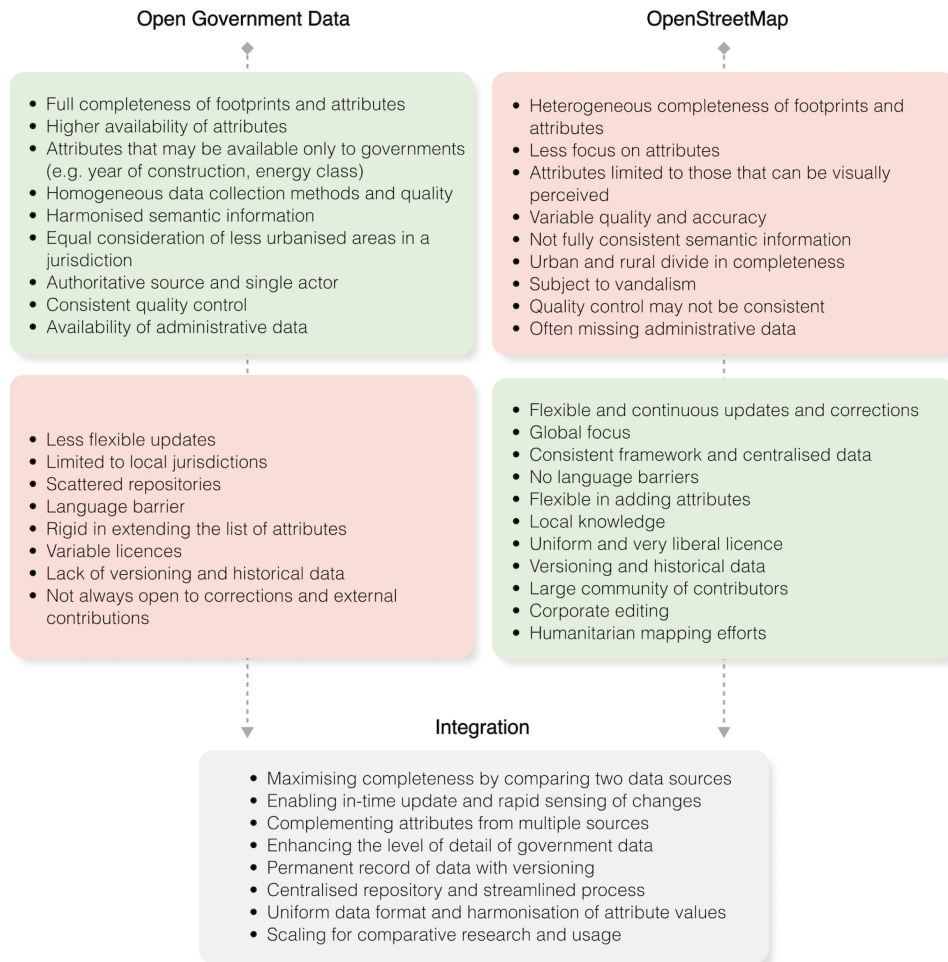 Open Government Data
• Full completeness of footprints and attributes
• Higher availability of attributes
• Attributes that may be available only to governments
(e.g. year of construction, energy class)
• Homogeneous data collection methods and quality
• Harmonised semantic information
• Equal consideration of less urbanised areas in a
jurisdiction
• Authoritative source and single actor
• Consistent quality control
• Availability of administrative data
• Less flexible updates
• Limited to local jurisdictions
• Scattered repositories
• Language barrier
• Rigid in extending the list of attributes
• Variable licences
• Lack of versioning and historical data
• Not always open to corrections and external
contributions
OpenStreetMap
• Heterogeneous completeness of footprints and
attributes
• Less focus on attributes
• Attributes limited to those that can be visually
perceived
• Variable quality and accuracy
• Not fully consistent semantic information
• Urban and rural divide in completeness
• Subject to vandalism
• Quality control may not be consistent
• Often missing administrative data
• Flexible and continuous updates and corrections
• Global focus
• Consistent framework and centralised data
• No language barriers
• Flexible in adding attributes
• Local knowledge
• Uniform and very liberal licence
• Versioning and historical data
• Large community of contributors
• Corporate editing
• Humanitarian mapping efforts
Integration
• Maximising completeness by comparing two data sources
• Enabling in-time update and rapid sensing of changes
• Complementing attributes from multiple sources
• Enhancing the level of detail of government data
• Permanent record of data with versioning
• Centralised repository and streamlined process
• Uniform data format and harmonisation of attribute values
• Scaling for comparative research and usage